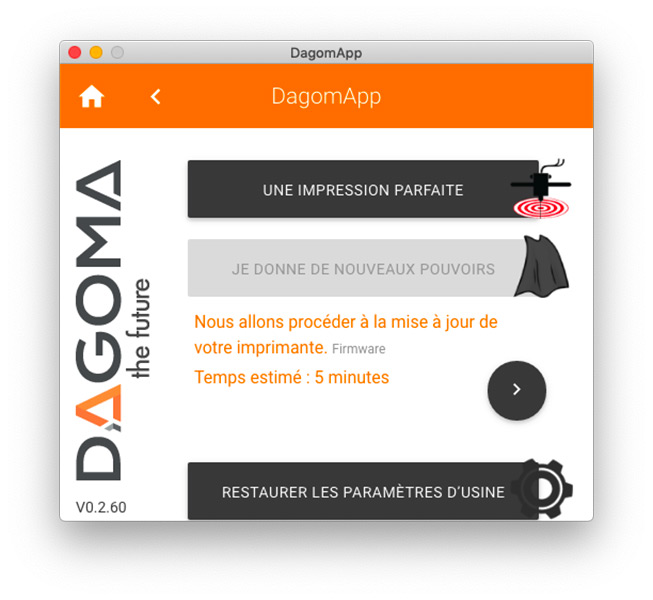 DagomApp
DagomApp
UNE IMPRESSION PARFAITE
JE DONNE DE NOUVEAUX POUVOIRS
Nous allons procéder à la mise à jour de
votre imprimante. Firmware
Temps estimé : 5 minutes
RESTAURER LES PARAMÈTRES D'USINE
DAGOMA
the future
V0.2.60